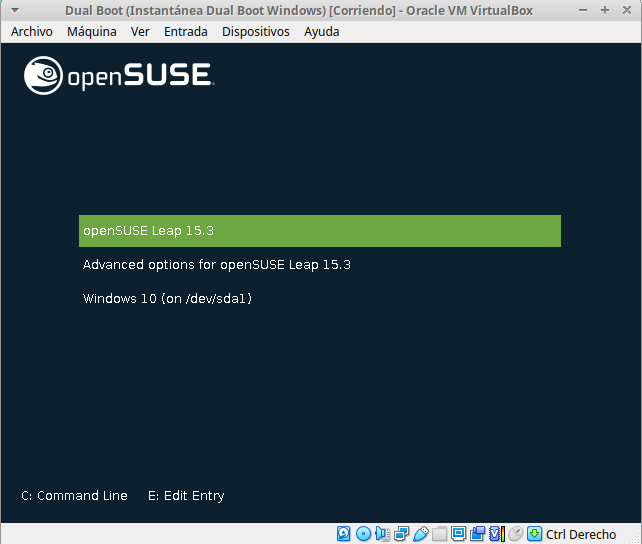 Dual Boot (Instantánea Dual Boot Windows) [Corriendo] - Oracle VM VirtualBox
Archivo Máquina Ver Entrada Dispositivos Ayuda
openSUSE
openSUSE Leap 15.3
Advanced options for openSUSE Leap 15.3
Windows 10 (on /dev/sda1)
C: Command Line E: Edit Entry
Ctrl Derecho